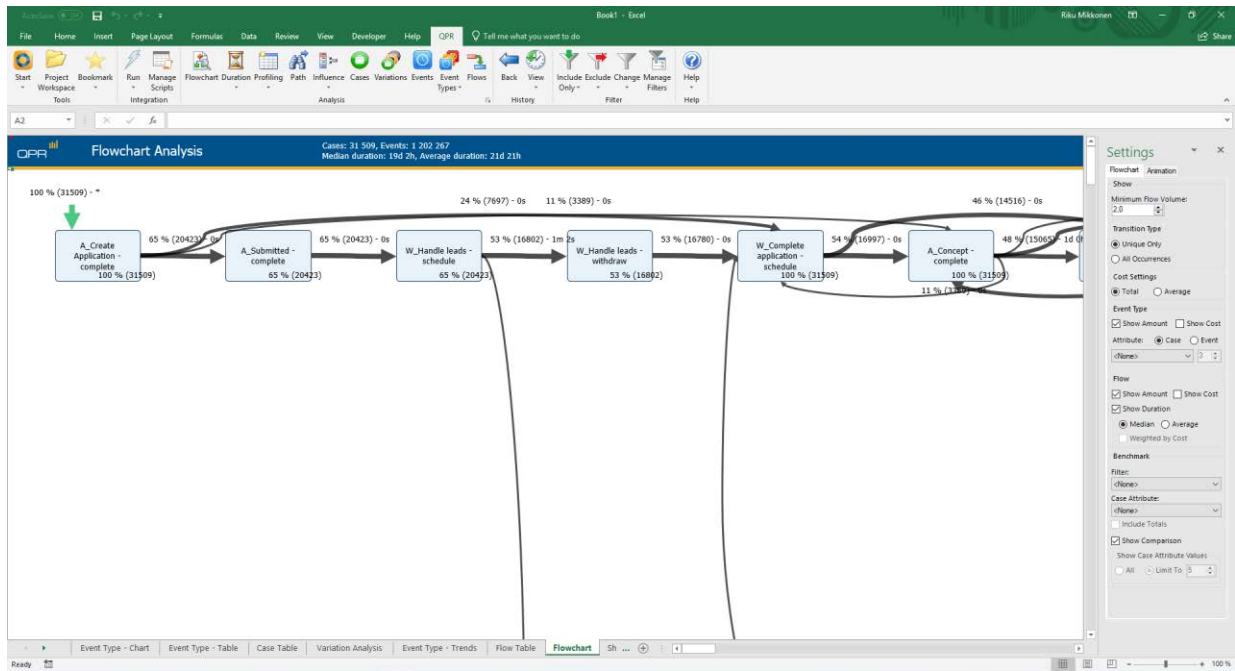 AutoSave
Book1 - Excel
Riku Mikkonen
File Home Insert Page Layout Formulas Data Review View Developer Help QPR Tell me what you want to do
Share
Start Project Workspace Bookmark Run Manage Scripts Flowchart Duration Profiling Path Influence Cases Variations Events Event Types Flows Back View Include Only Exclude Change Manage Filters Help
Tools Integration Analysis History Filter Help
A2 fx
QPR Flowchart Analysis
Cases: 31 509, Events: 1 202 267
Median duration: 19d 2h, Average duration: 21d 21h
100 % (31509) - *
24 % (7697) - 0s 11 % (3389) - 0s 46 % (14516) - 0s
65 % (20423) - 0s 65 % (20423) - 0s 53 % (16802) - 1m 2s 53 % (16780) - 0s 54 % (16997) - 0s 48 % (15065) - 1d
A_Create
Application -
complete
100 % (31509)
A_Submitted -
complete
65 % (20423)
W_Handle leads -
schedule
65 % (20423)
W_Handle leads -
withdraw
53 % (16802)
W_Complete
application -
schedule
100 % (31509)
A_Concept -
complete
100 % (31509)
11 %
Settings
Flowchart Animation
Show
Minimum Flow Volume:
2.0
Transition Type
Unique Only
All Occurrences
Cost Settings
Total Average
Event Type
Show Amount Show Cost
Attribute: Case Event
<None> 3
Flow
Show Amount Show Cost
Show Duration
Median Average
Weighted by Cost
Benchmark
Filter:
<None>
Case Attribute:
<None>
Include Totals
Show Comparison
Show Case Attribute Values
All Limit To 5
Event Type - Chart Event Type - Table Case Table Variation Analysis Event Type - Trends Flow Table Flowchart Sh ...
Ready 100 %